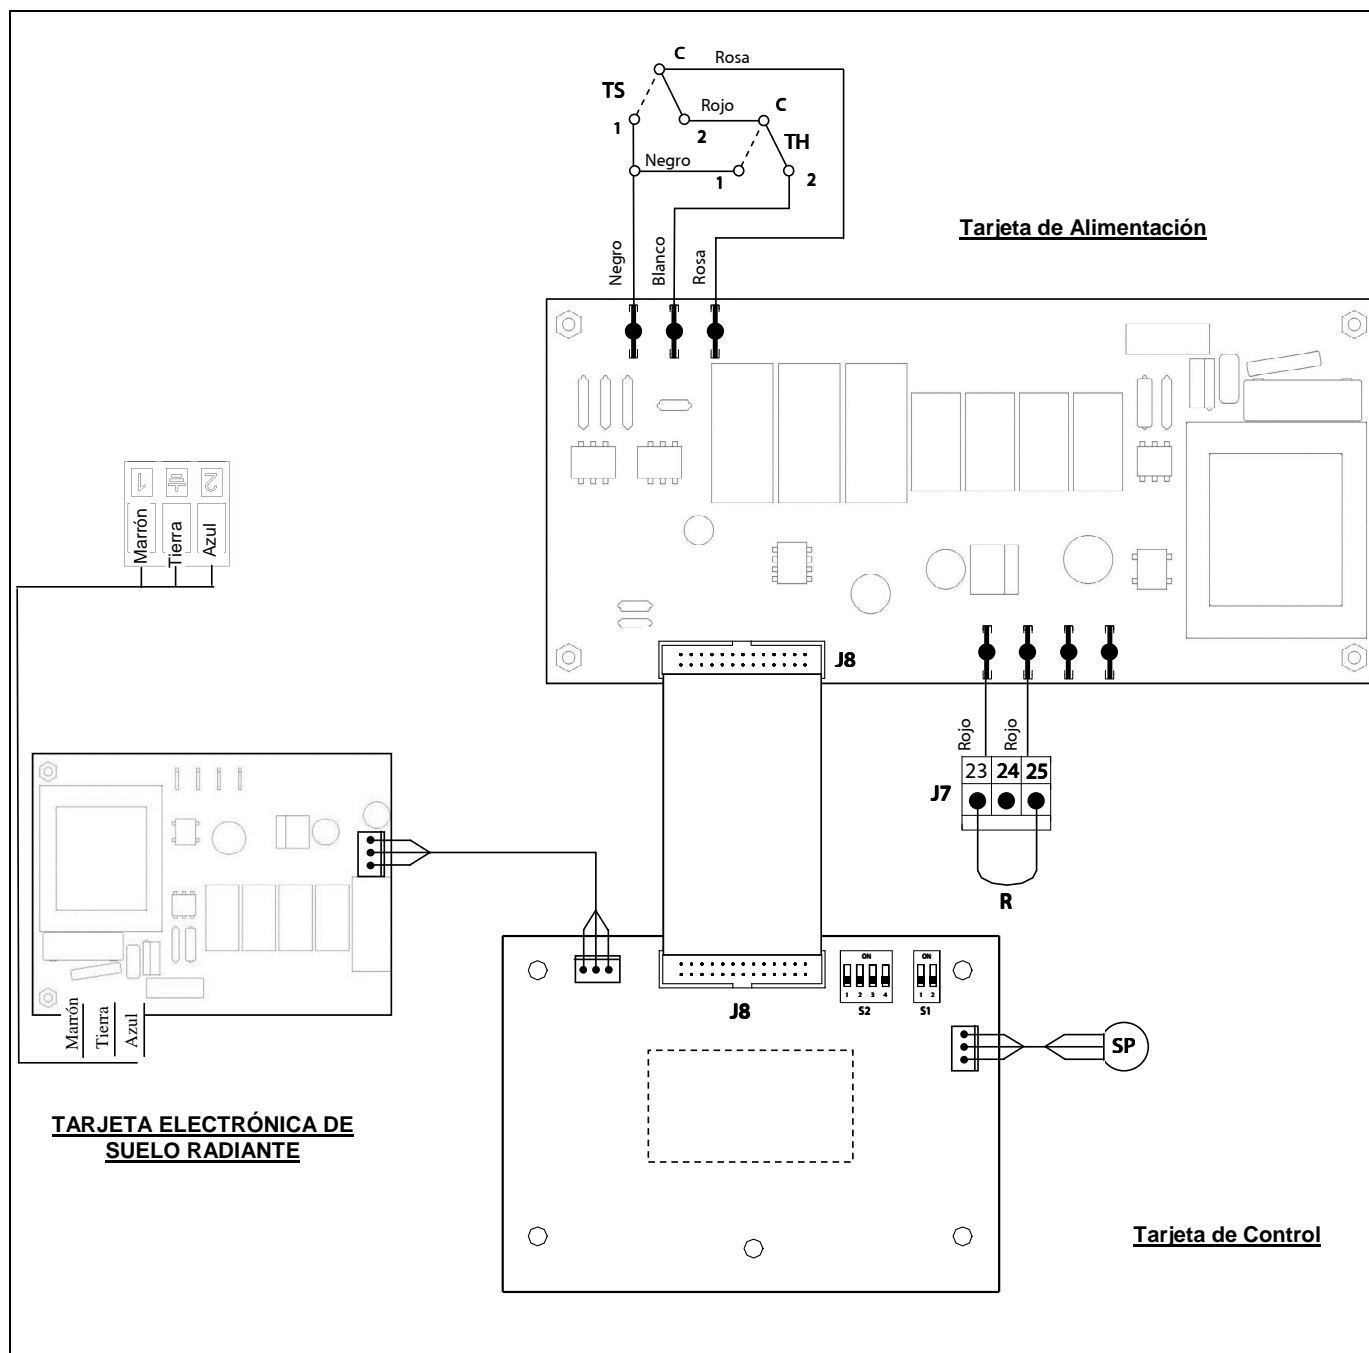 C
Rosa
TS
Rojo
C
1
2
TH
Negro
1
2
Negro
Blanco
Rosa
Tarjeta de Alimentación
1
2
Marrón
Tierra
Azul
J8
Rojo
Rojo
23
24
25
J7
R
ON
ON
1
2
3
4
1
2
J8
S2
S1
SP
Marrón
Tierra
Azul
TARJETA ELECTRÓNICA DE
SUELO RADIANTE
Tarjeta de Control